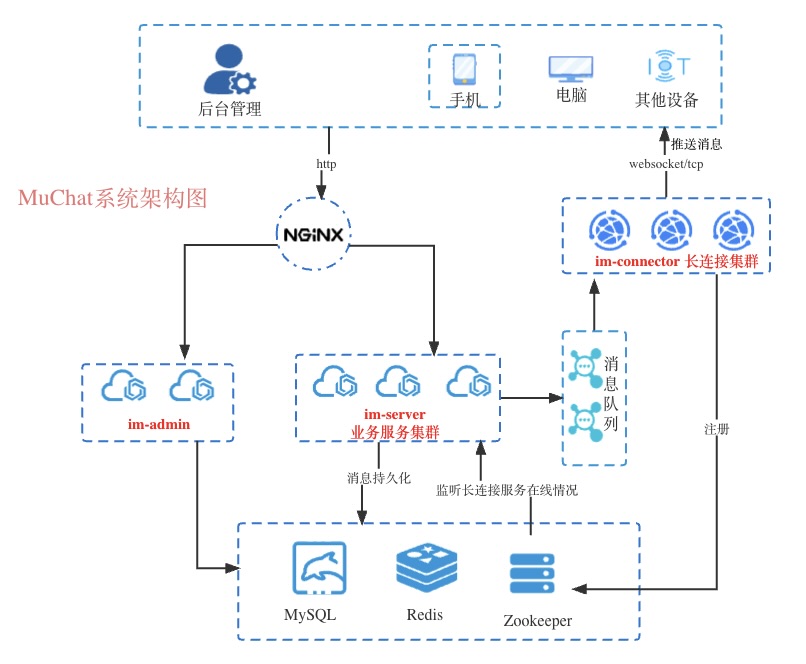 后台管理
手机
电脑
I T
其他设备
http
推送消息
websocket/tcp
MuChat系统架构图
NGiNX
im-connector 长连接集群
im-admin
im-server
业务服务集群
消息队列
注册
消息持久化
监听长连接服务在线情况
MySQL
Redis
Zookeeper